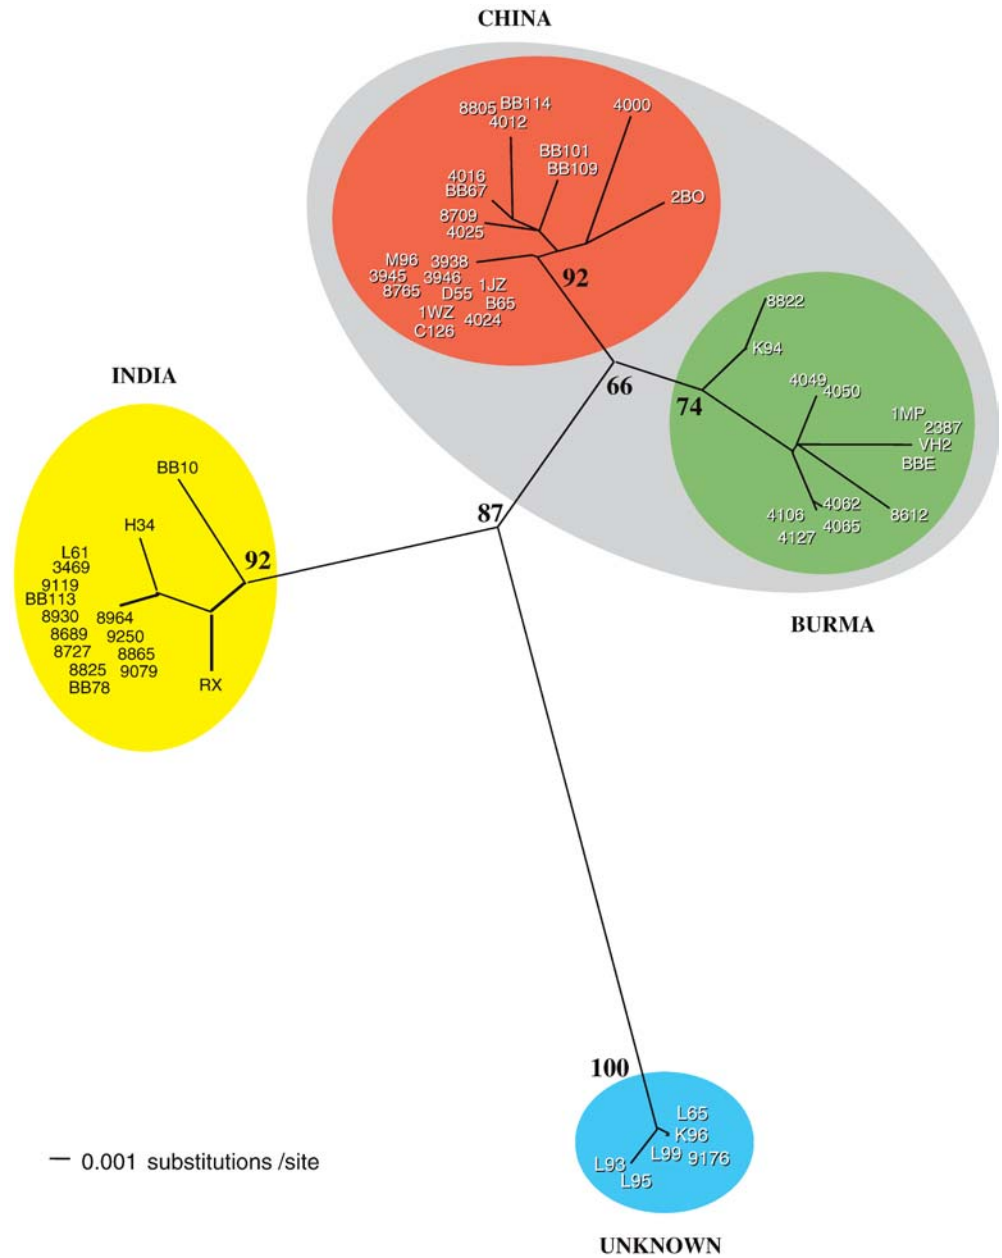 CHINA
8805 BB114
4012
4000
BB101
BB109
4016
BB67
2BO
8709
4025
M96 3938
3945 3946 1JZ
8765 D55 B65
1WZ 4024
C126
92
8822
K94
66
74
4049
4050
1MP
2387
VH2
BBE
4062
4106 4065
4127
8612
BURMA
INDIA
BB10
H34
L61
3469
9119
BB113
8930 8964
8689 9250
8727 8865
8825 9079
BB78
RX
92
87
100
L65
K96
L93 L99 9176
L95
0.001 substitutions /site
UNKNOWN